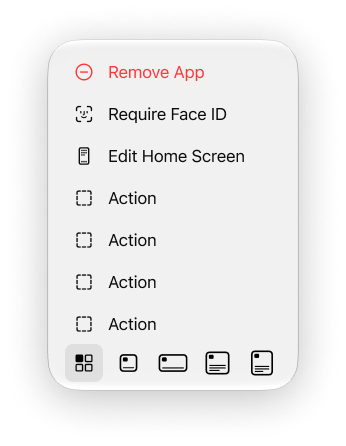 Remove App
Require Face ID
Edit Home Screen
Action
Action
Action
Action